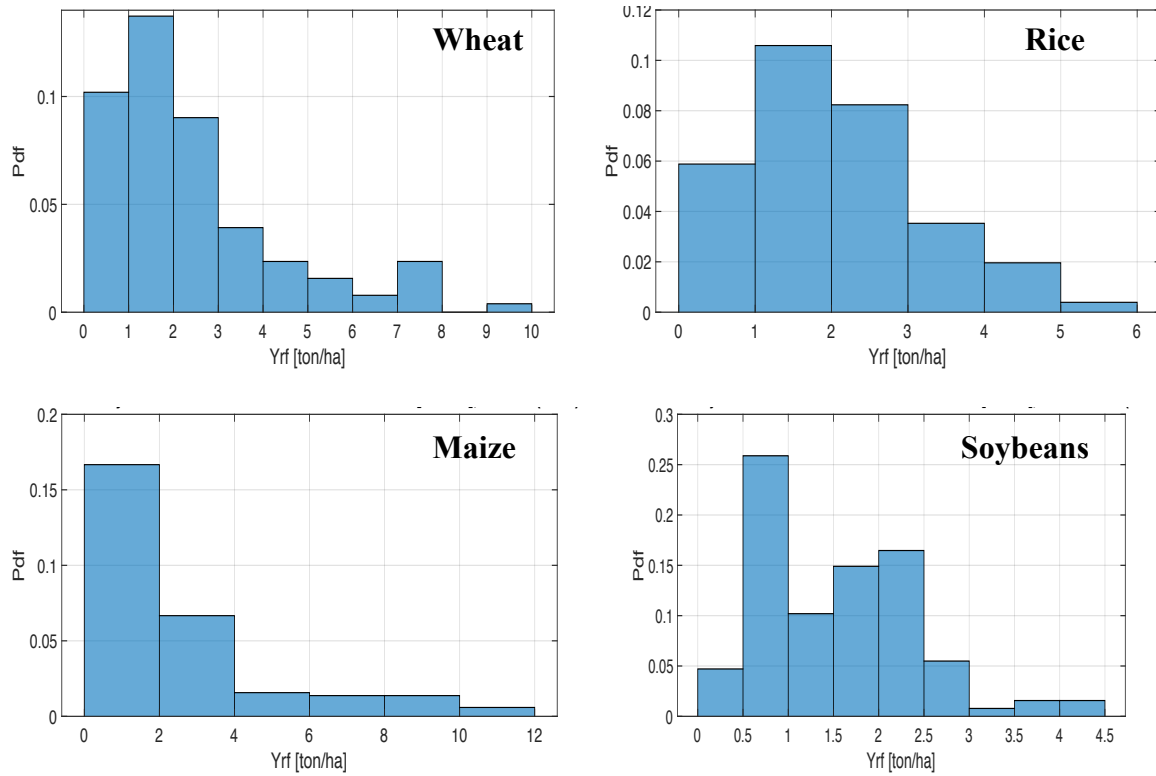 Wheat
0.1
0.05
0
Pdf
0 1 2 3 4 5 6 7 8 9 10
Yrf [ton/ha]
Rice
0.12
0.1
0.08
0.06
0.04
0.02
0
Pdf
0 1 2 3 4 5 6
Yrf [ton/ha]
Maize
0.2
0.15
0.1
0.05
0
Pdf
0 2 4 6 8 10 12
Yrf [ton/ha]
Soybeans
0.3
0.25
0.2
0.15
0.1
0.05
0
Pdf
0 0.5 1 1.5 2 2.5 3 3.5 4 4.5
Yrf [ton/ha]